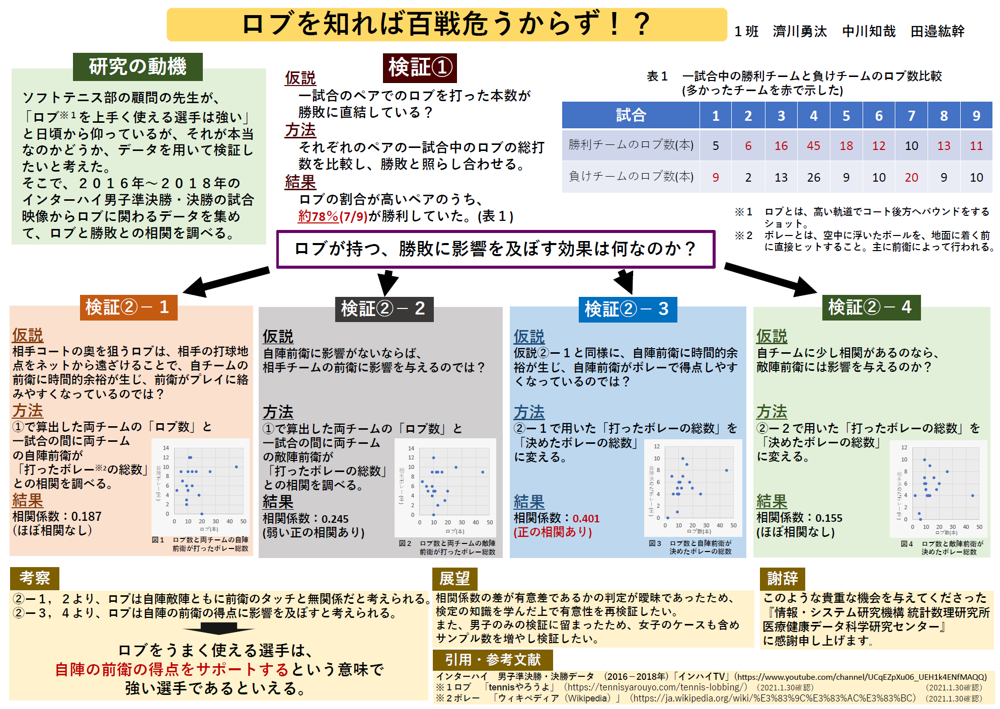 ロブを知れば百戦危うからず！？
１班　濟川勇汰　中川知哉　田邉紘幹
研究の動機
ソフトテニス部の顧問の先生が、
「ロブ※１を上手く使える選手は強い」
と日頃から仰っているが、それが本当
なのかどうか、データを用いて検証し
たいと考えた。
そこで、２０１６年～２０１８年の
インターハイ男子準決勝・決勝の試合
映像からロブに関わるデータを集め
て、ロブと勝敗との相関を調べる。
検証①
仮説
一試合のペアでのロブを打った本数が
勝敗に直結している？
方法
それぞれのペアの一試合中のロブの総打
数を比較し、勝敗と照らし合わせる。
結果
ロブの割合が高いペアのうち、
約78%(7/9)が勝利していた。(表１)
表１　一試合中の勝利チームと負けチームのロブ数比較
(多かったチームを赤で示した)
試合 1 2 3 4 5 6 7 8 9
勝利チームのロブ数(本) 5 6 16 45 18 12 10 13 11
負けチームのロブ数(本) 9 2 13 26 9 10 20 9 10
※１　ロブとは、高い軌道でコート後方へバウンドをする
ショット。
※２　ボレーとは、空中に浮いたボールを、地面に着く前
に直接ヒットすること。主に前衛によって行われる。
ロブが持つ、勝敗に影響を及ぼす効果は何なのか？
検証②－１
仮説
相手コートの奥を狙うロブは、相手の打球地
点をネットから遠ざけることで、自チームの
前衛に時間的余裕が生じ、前衛がプレイに絡
みやすくなっているのでは？
方法
①で算出した両チームの「ロブ数」と
一試合の間に両チーム
の自陣前衛が
「打ったボレー※2の総数」
との相関を調べる。
結果
相関係数：0.187
(ほぼ相関なし)
自陣ボレー(本)
14
12
10
8
6
4
2
0
0 10 20 30 40 50
ロブ(本)
図１　ロブ数と両チームの自陣
前衛が打ったボレー総数
検証②－２
仮説
自陣前衛に影響がないならば、
相手チームの前衛に影響を与えるのでは？
方法
①で算出した両チームの「ロブ数」と
一試合の間に両チーム
の敵陣前衛が
「打ったボレーの総数」
との相関を調べる。
結果
相関係数：0.245
(弱い正の相関あり)
相手ボレー(本)
14
12
10
8
6
4
2
0
0 10 20 30 40 50
ロブ(本)
図２　ロブ数と両チームの敵陣
前衛が打ったボレー総数
検証②－３
仮説
仮説②ー１と同様に、自陣前衛に時間的余
裕が生じ、自陣前衛がボレーで得点しやす
くなっているのでは？
方法
②ー１で用いた「打ったボレーの総数」を
「決めたボレーの総数」
に変える。
結果
相関係数：0.401
(正の相関あり)
自陣決めたボレー(本)
12
10
8
6
4
2
0
0 10 20 30 40 50
ロブ数(本)
図３　ロブ数と自陣前衛が
決めたボレーの総数
検証②－４
仮説
自チームに少し相関があるのなら、
敵陣前衛には影響を与えるのか？
方法
②ー２で用いた「打ったボレーの総数」を
「決めたボレーの総数」
に変える。
結果
相関係数：0.155
(ほぼ相関なし)
相手決めたボレー(本)
12
10
8
6
4
2
0
0 10 20 30 40 50
ロブ数(本)
図４　ロブ数と敵陣前衛が
決めたボレー総数
考察
②ー１，２より、ロブは自陣敵陣ともに前衛のタッチと無関係だと考えられる。
②ー３，４より、ロブは自陣の前衛の得点に影響を及ぼすと考えられる。
ロブをうまく使える選手は、
自陣の前衛の得点をサポートするという意味で
強い選手であるといえる。
展望
相関係数の差が有意差であるかの判定が曖昧であったため、
検定の知識を学んだ上で有意性を再検証したい。
また、男子のみの検証に留まったため、女子のケースも含め
サンプル数を増やし検証したい。
謝辞
このような貴重な機会を与えてくださった
『情報・システム研究機構 統計数理研究所
医療健康データ科学研究センター』
に感謝申し上げます。
引用・参考文献
インターハイ　男子準決勝・決勝データ　(2016－2018年)「インハイTV」(https://www.youtube.com/channel/UCqEZpXu06_UEH1k4ENfMAQQ)
※１ロブ　「tennisやろうよ」（https://tennisyarouyo.com/tennis-lobbing/）（2021.1.30確認）　（2021.1.30確認）
※２ボレー　「ウィキペディア（Wikipedia）」（https://ja.wikipedia.org/wiki/%E3%83%9C%E3%83%AC%E3%83%BC）（2021.1.30確認）